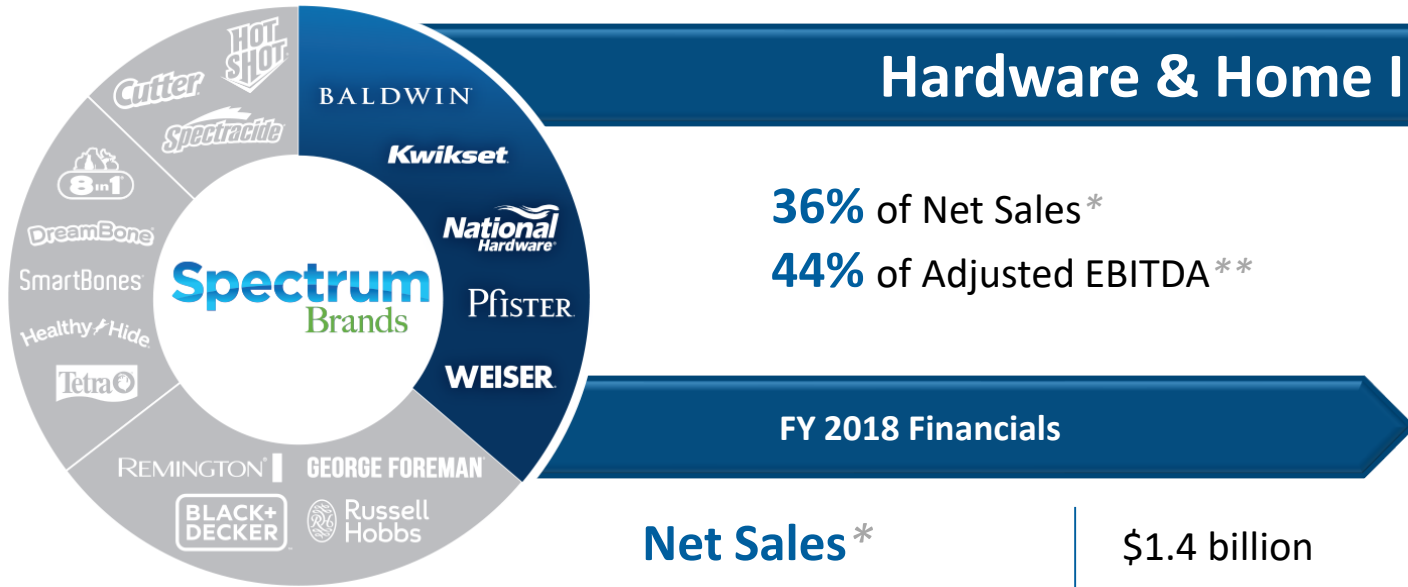 HOT
SHOT
Cutter
Spectracide
8in1
DreamBone
SmartBones
Healthy Hide
Tetra
REMINGTON
GEORGE FOREMAN
BLACK+
DECKER
Russell
Hobbs
RH
BALDWIN
Kwikset
National
Hardware
Pfister
WEISER
Spectrum
Brands
Hardware & Home I
36% of Net Sales*
44% of Adjusted EBITDA**
FY 2018 Financials
Net Sales*
$1.4 billion